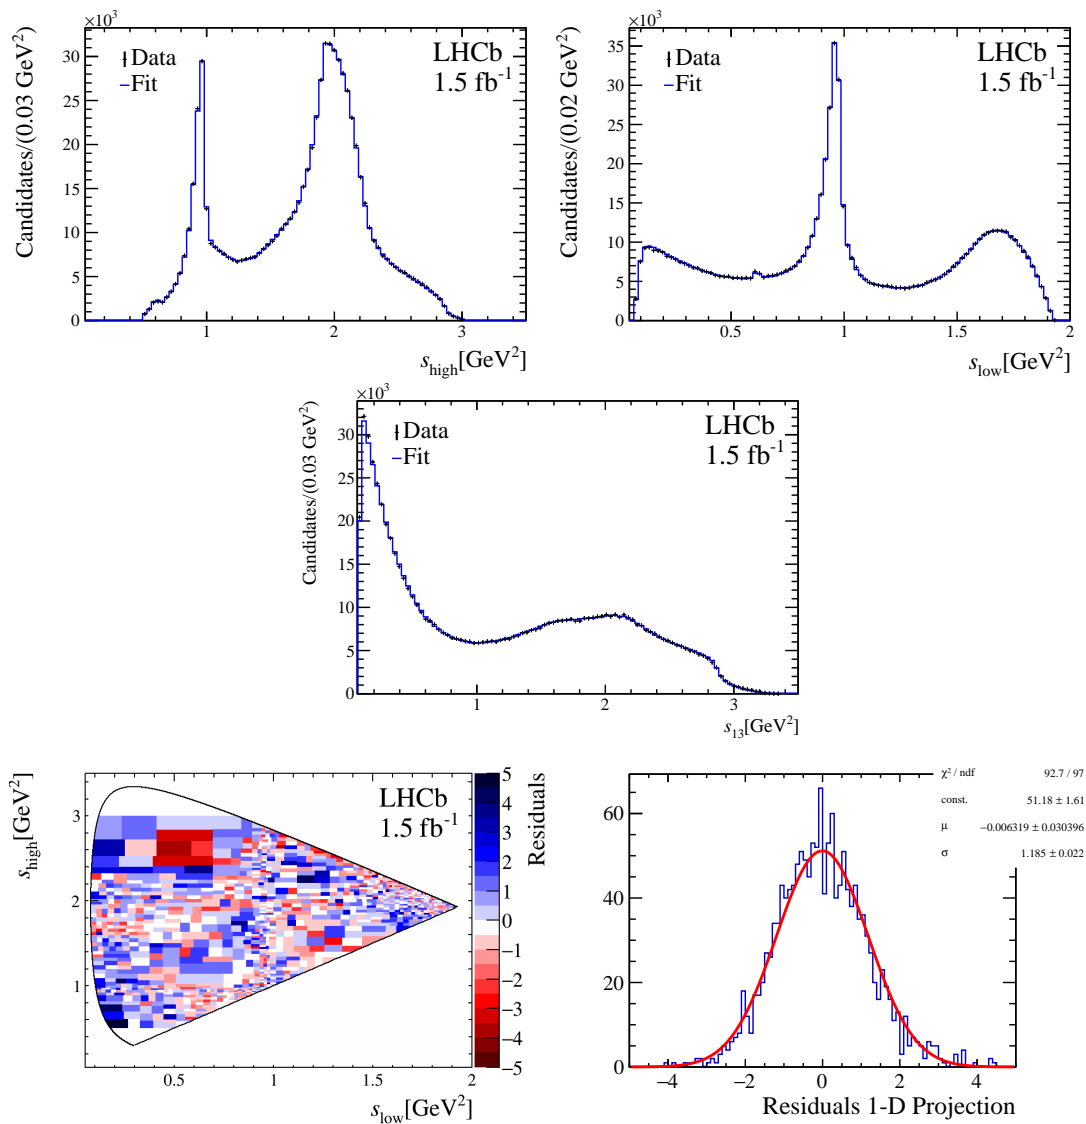 ×10³
Candidates/(0.03 GeV²)
30
25
20
15
10
5
0
Data
Fit
LHCb
1.5 fb⁻¹
1 2 3
s_high[GeV²]
×10³
Candidates/(0.02 GeV²)
35
30
25
20
15
10
5
0
Data
Fit
LHCb
1.5 fb⁻¹
0.5 1 1.5 2
s_low[GeV²]
×10³
Candidates/(0.03 GeV²)
30
25
20
15
10
5
0
Data
Fit
LHCb
1.5 fb⁻¹
1 2 3
s₁₃[GeV²]
s_high[GeV²]
3
2
1
LHCb
1.5 fb⁻¹
0.5 1 1.5 2
s_low[GeV²]
5
4
3
2
1
0
−1
−2
−3
−4
−5
Residuals
χ² / ndf 92.7 / 97
const. 51.18 ± 1.61
μ −0.006319 ± 0.030396
σ 1.185 ± 0.022
60
40
20
0
−4 −2 0 2 4
Residuals 1-D Projection